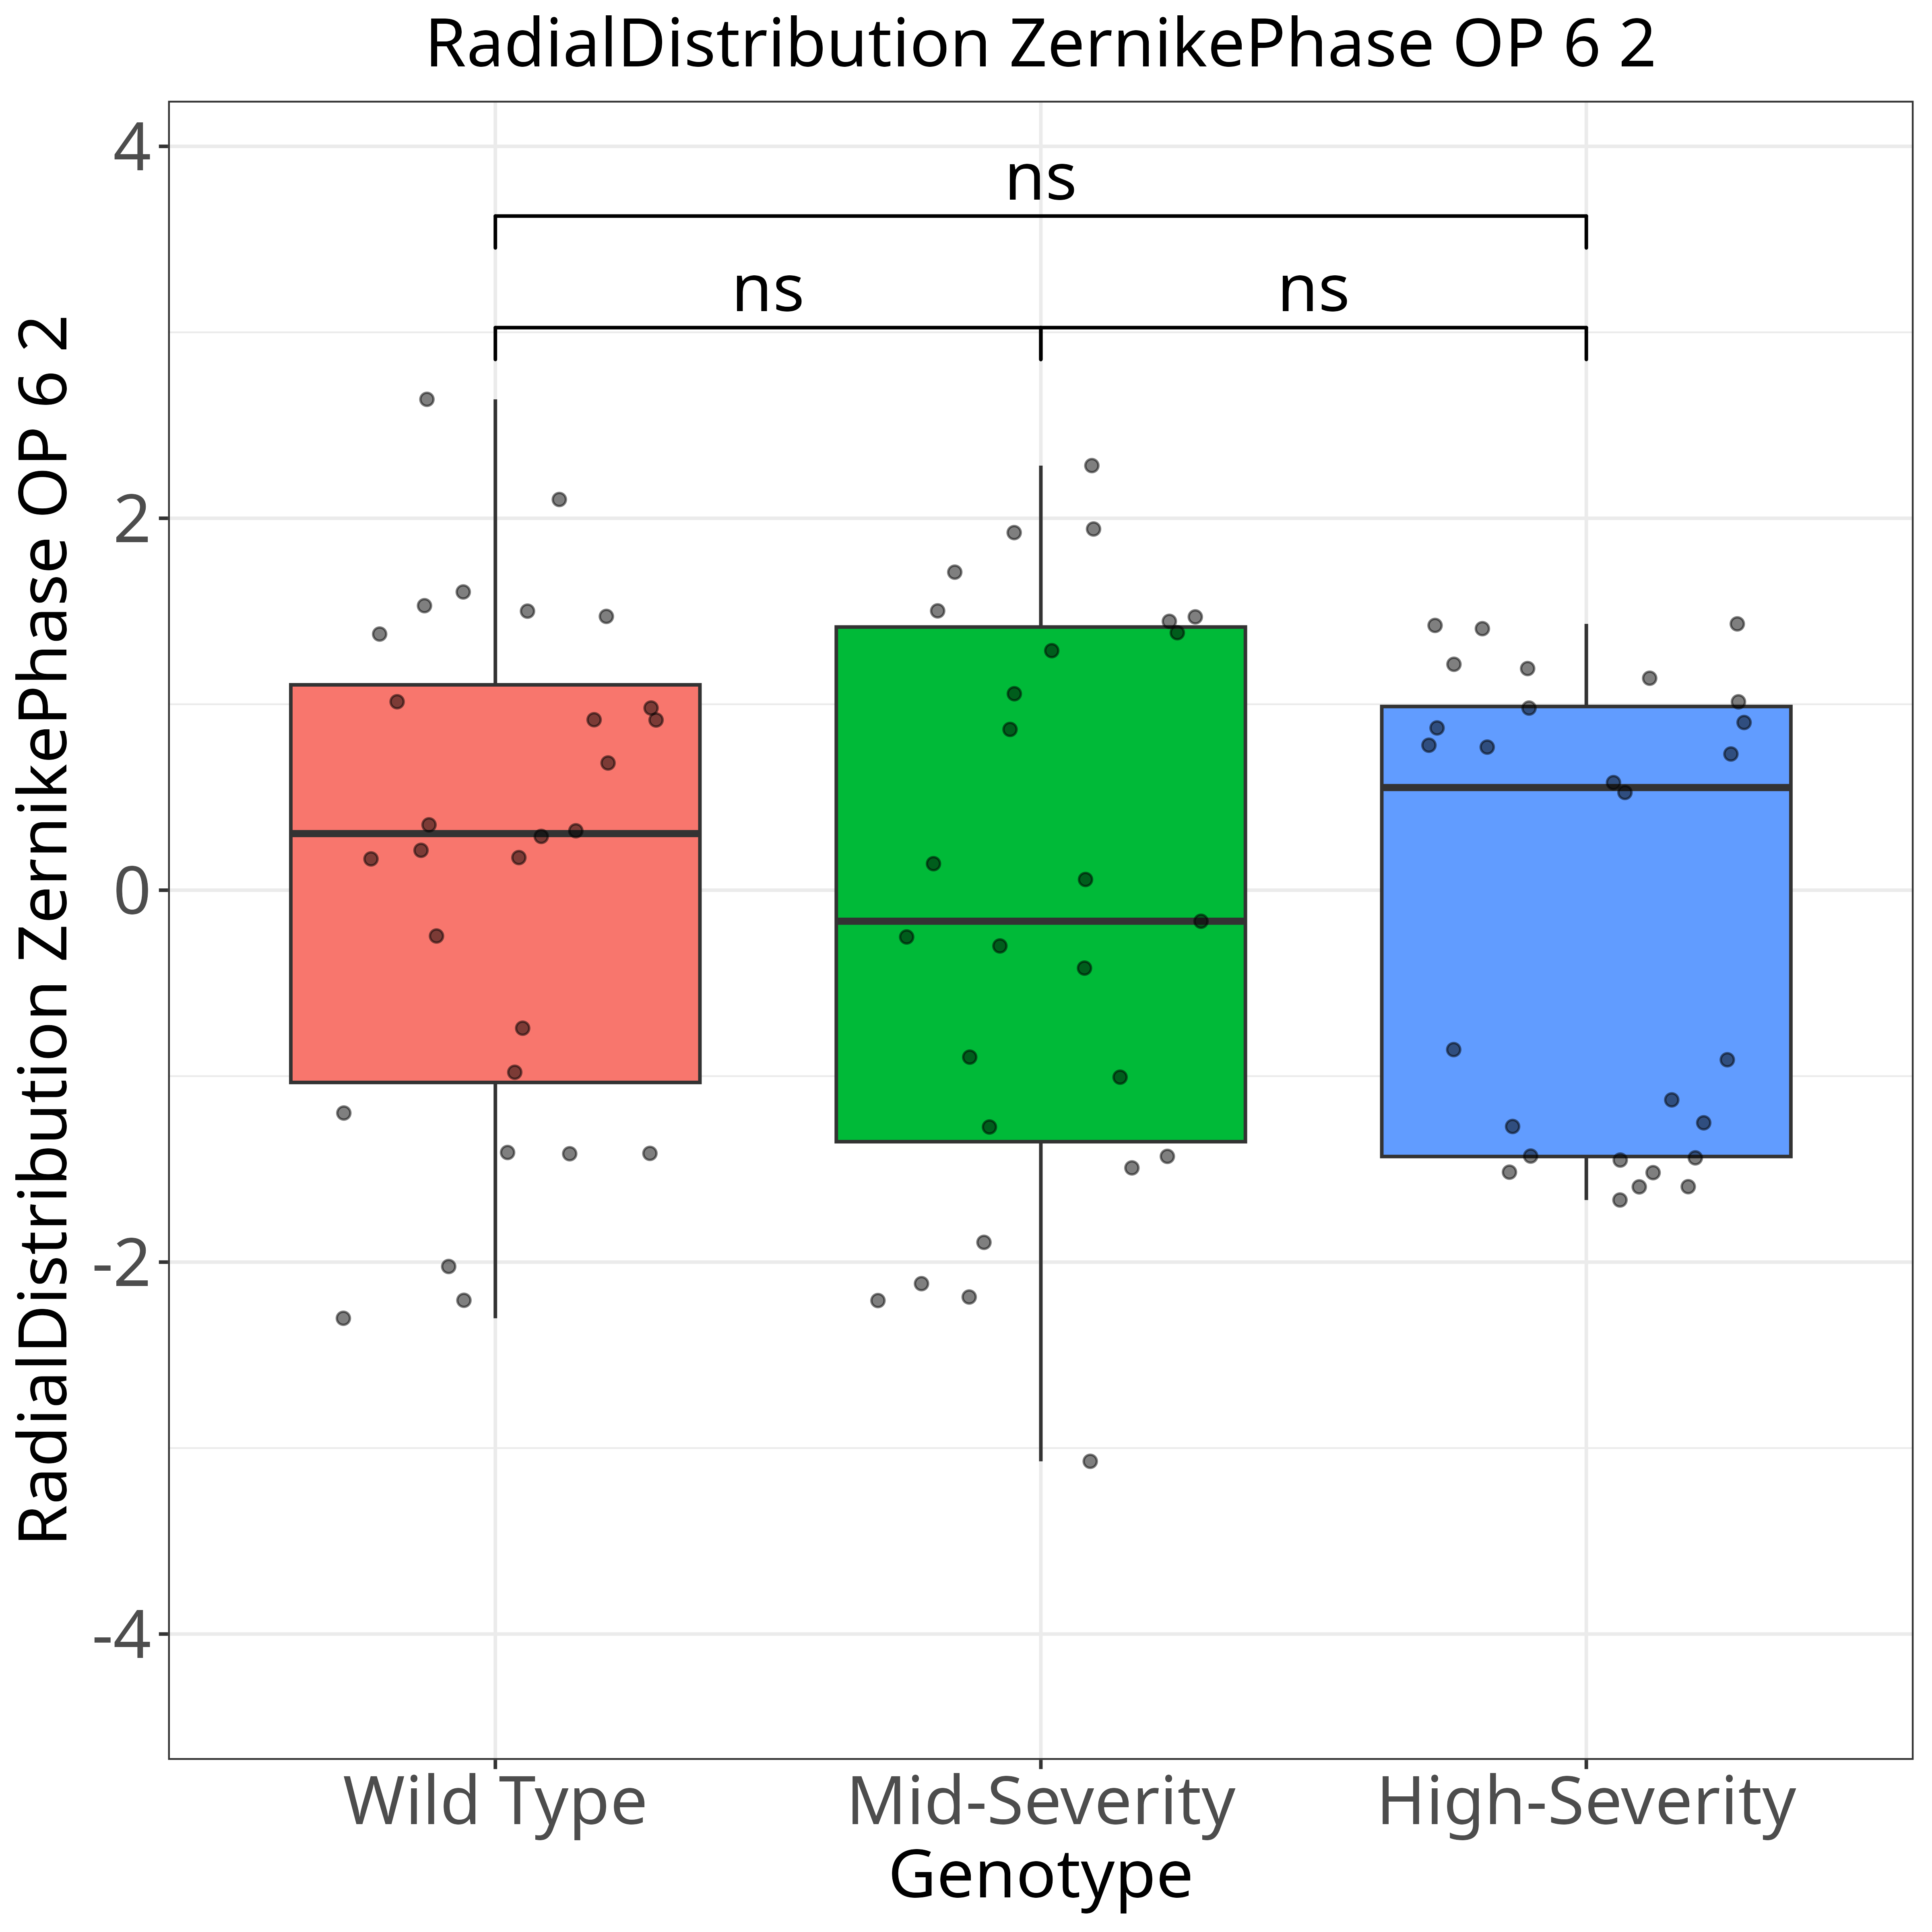 RadialDistribution ZernikePhase OP 6 2
RadialDistribution ZernikePhase OP 6 2
4
2
0
-2
-4
ns
ns
ns
Wild Type
Mid-Severity
High-Severity
Genotype